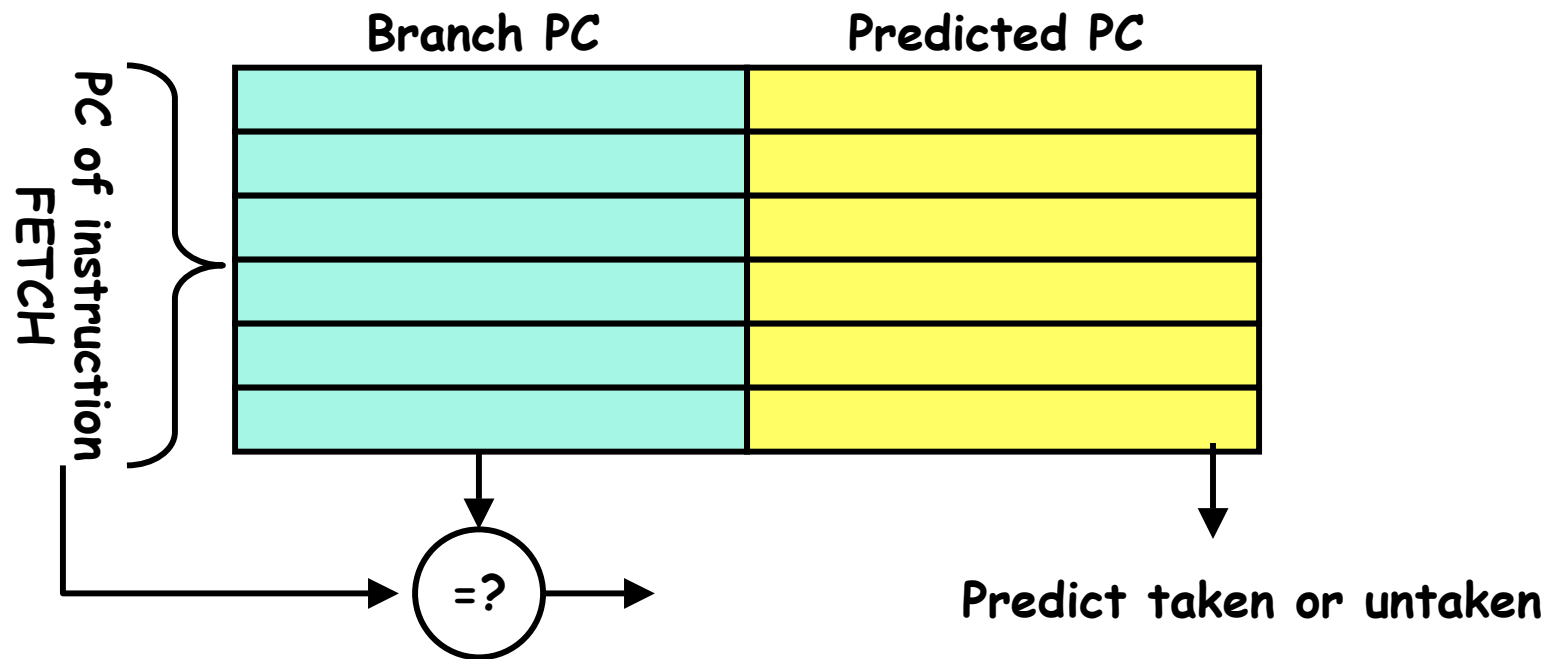 Branch PC
Predicted PC
PC of instruction
FETCH
=?
Predict taken or untaken